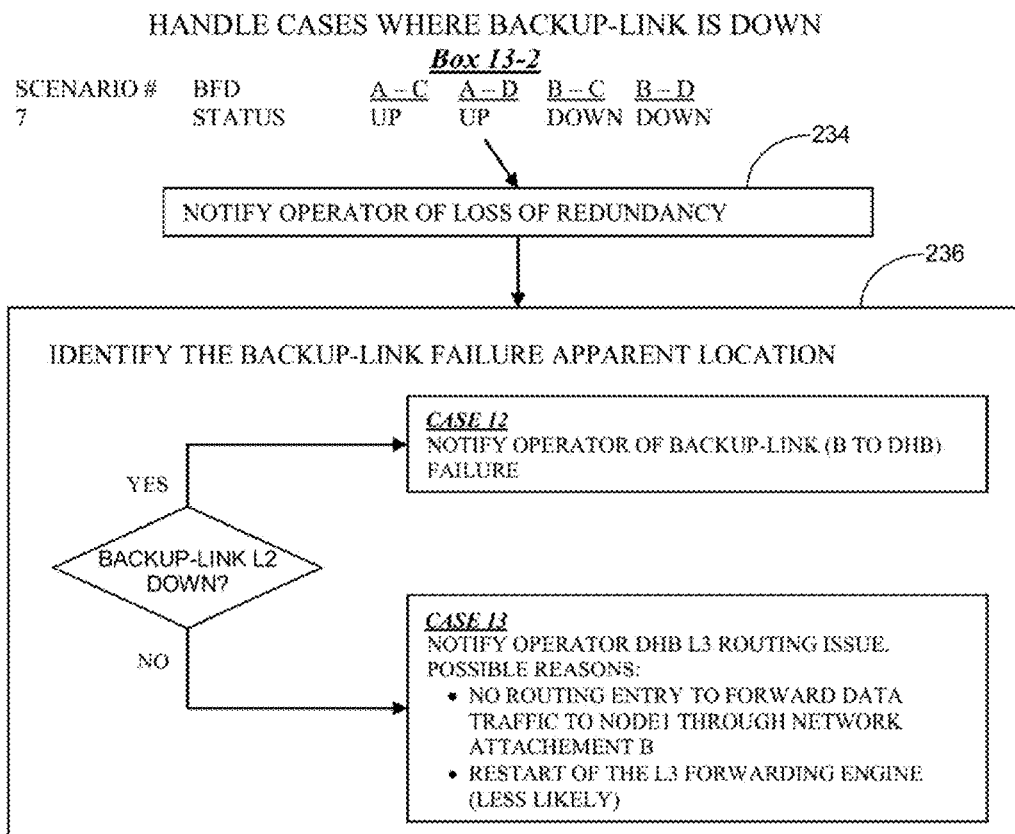 HANDLE CASES WHERE BACKUP-LINK IS DOWN
Box 13-2
SCENARIO # BFD A – C A – D B – C B – D
7 STATUS UP UP DOWN DOWN
234
NOTIFY OPERATOR OF LOSS OF REDUNDANCY
236
IDENTIFY THE BACKUP-LINK FAILURE APPARENT LOCATION
CASE 12
NOTIFY OPERATOR OF BACKUP-LINK (B TO DHB)
FAILURE
YES
BACKUP-LINK L2
DOWN?
NO
CASE 13
NOTIFY OPERATOR DHB L3 ROUTING ISSUE.
POSSIBLE REASONS:
• NO ROUTING ENTRY TO FORWARD DATA
TRAFFIC TO NODE1 THROUGH NETWORK
ATTACHEMENT B
• RESTART OF THE L3 FORWARDING ENGINE
(LESS LIKELY)